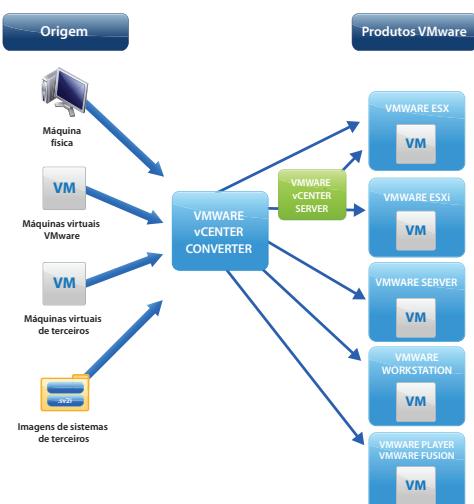 Origem
Produtos VMware
Máquina
física
VM
Máquinas virtuais
VMware
VM
Máquinas virtuais
de terceiros
.sv2i
Imagens de sistemas
de terceiros
VMWARE
vCENTER
CONVERTER
VMWARE
vCENTER
SERVER
VMWARE ESX
VM
VMWARE ESXi
VM
VMWARE SERVER
VM
VMWARE
WORKSTATION
VM
VMWARE PLAYER
VMWARE FUSION
VM